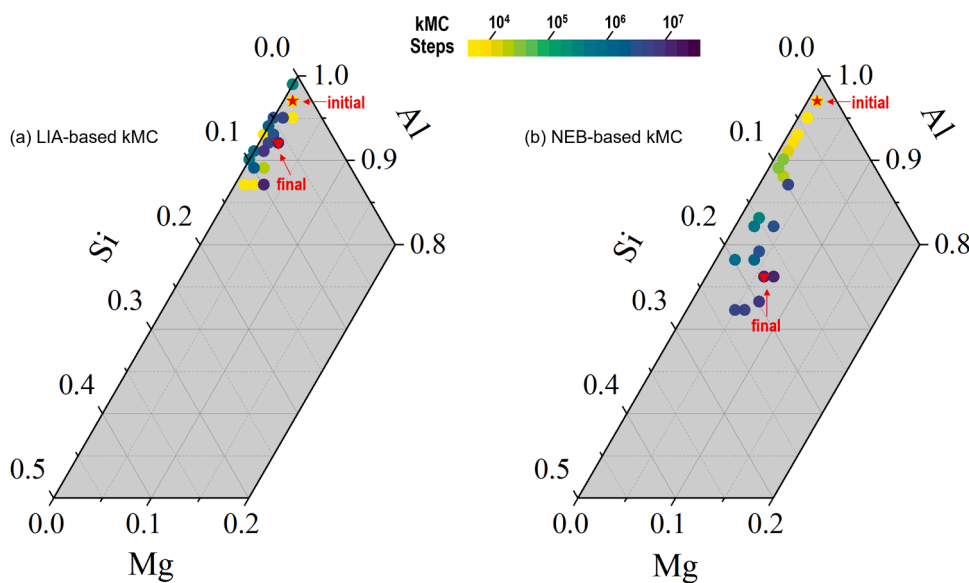 kMC Steps
10⁴ 10⁵ 10⁶ 10⁷
(a) LIA-based kMC
0.0
1.0
initial
Al
0.1
0.9
final
0.2
0.8
Si
0.3
0.4
0.5
0.0 0.1 0.2
Mg
(b) NEB-based kMC
0.0
1.0
initial
Al
0.1
0.9
0.2
0.8
Si
0.3
final
0.4
0.5
0.0 0.1 0.2
Mg